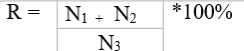 R = N₁ + N₂ *100%
N₃